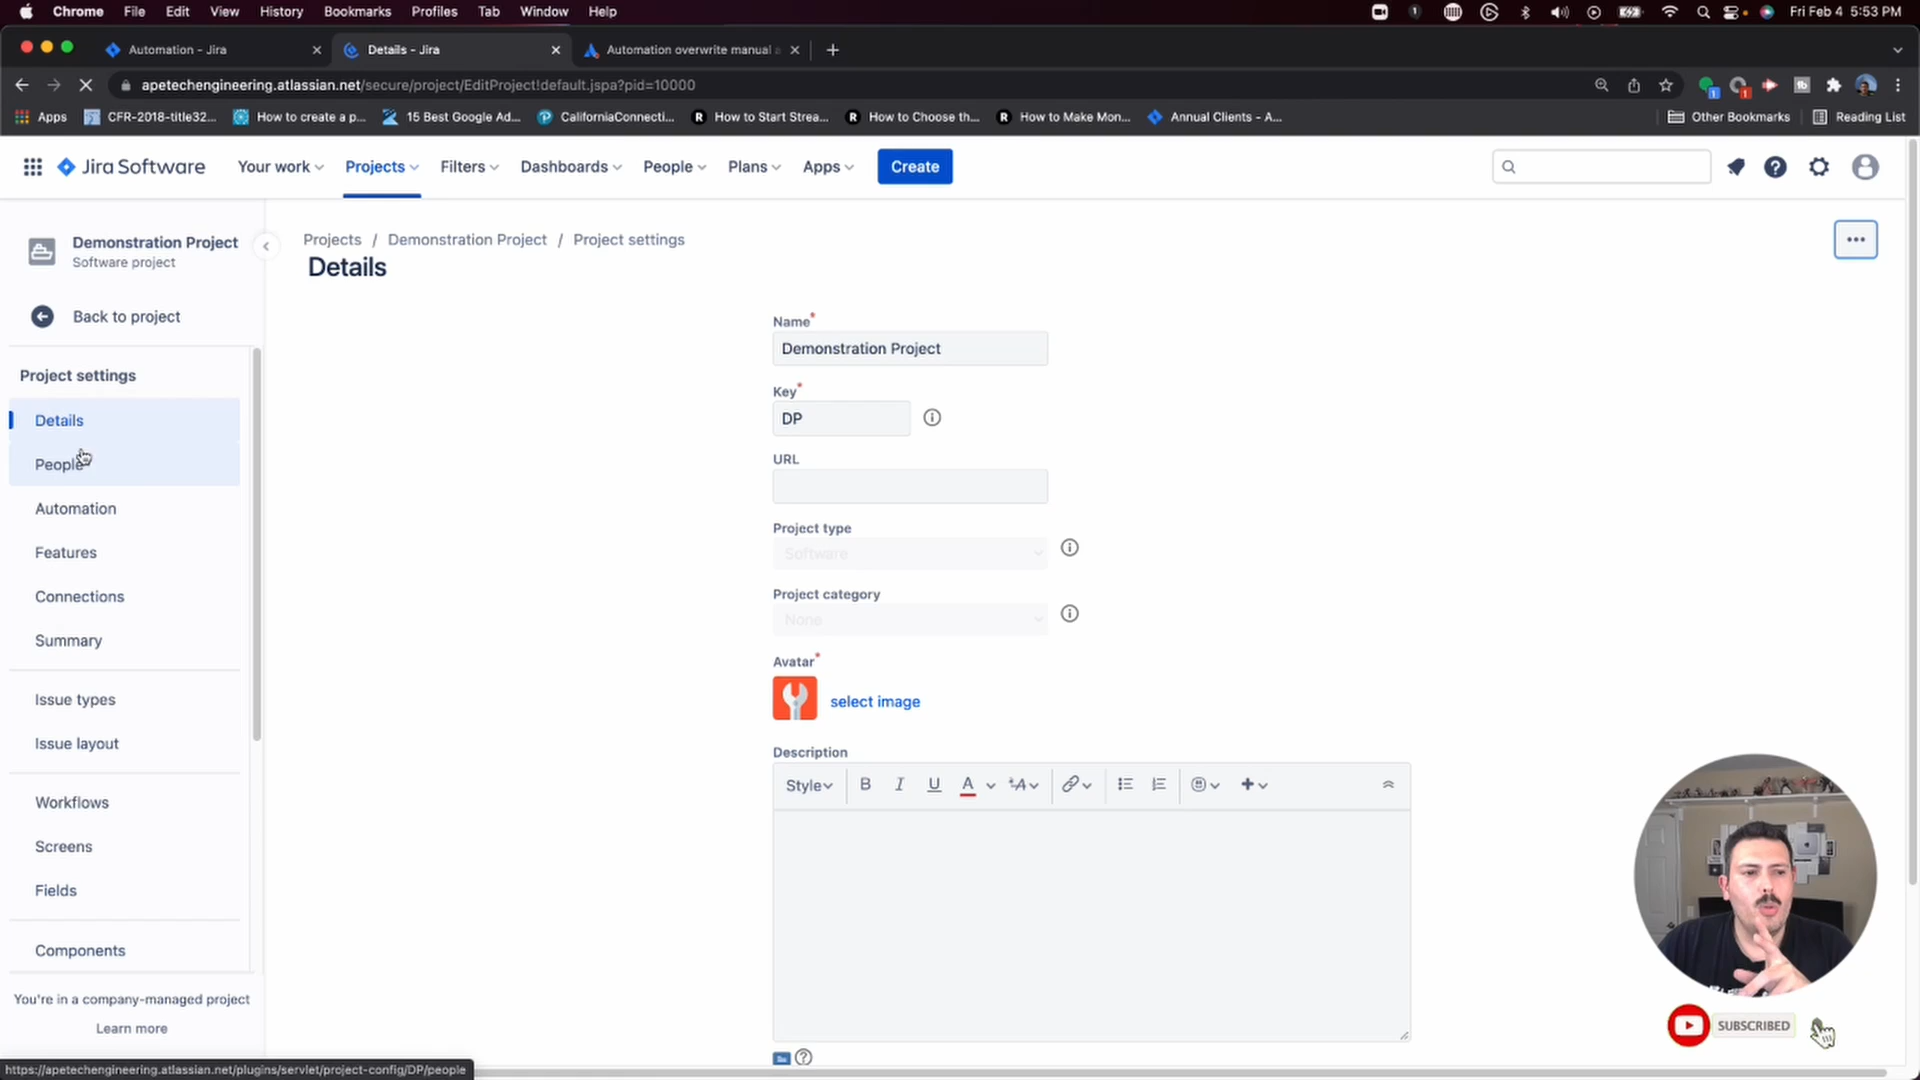 Chrome File Edit View History Bookmarks Profiles Tab Window Help
1 Fri Feb 4 5:53 PM
Automation - Jira
Details - Jira
Automation overwrite manual a
apetechengineering.atlassian.net/secure/project/EditProject!default.jspa?pid=10000
Apps CFR-2018-title32... How to create a p... 15 Best Google Ad... CaliforniaConnecti... How to Start Strea... How to Choose th... How to Make Mon... Annual Clients - A... Other Bookmarks Reading List
Jira Software Your work Projects Filters Dashboards People Plans Apps Create
Demonstration Project
Software project
Back to project
Project settings
Details
People
Automation
Features
Connections
Summary
Issue types
Issue layout
Workflows
Screens
Fields
Components
You're in a company-managed project
Learn more
https://apetechengineering.atlassian.net/plugins/servlet/project-config/DP/people
Projects / Demonstration Project / Project settings
Details
Name*
Demonstration Project
Key*
DP
URL
Project type
Software
Project category
None
Avatar*
select image
Description
Style B I U A
SUBSCRIBED